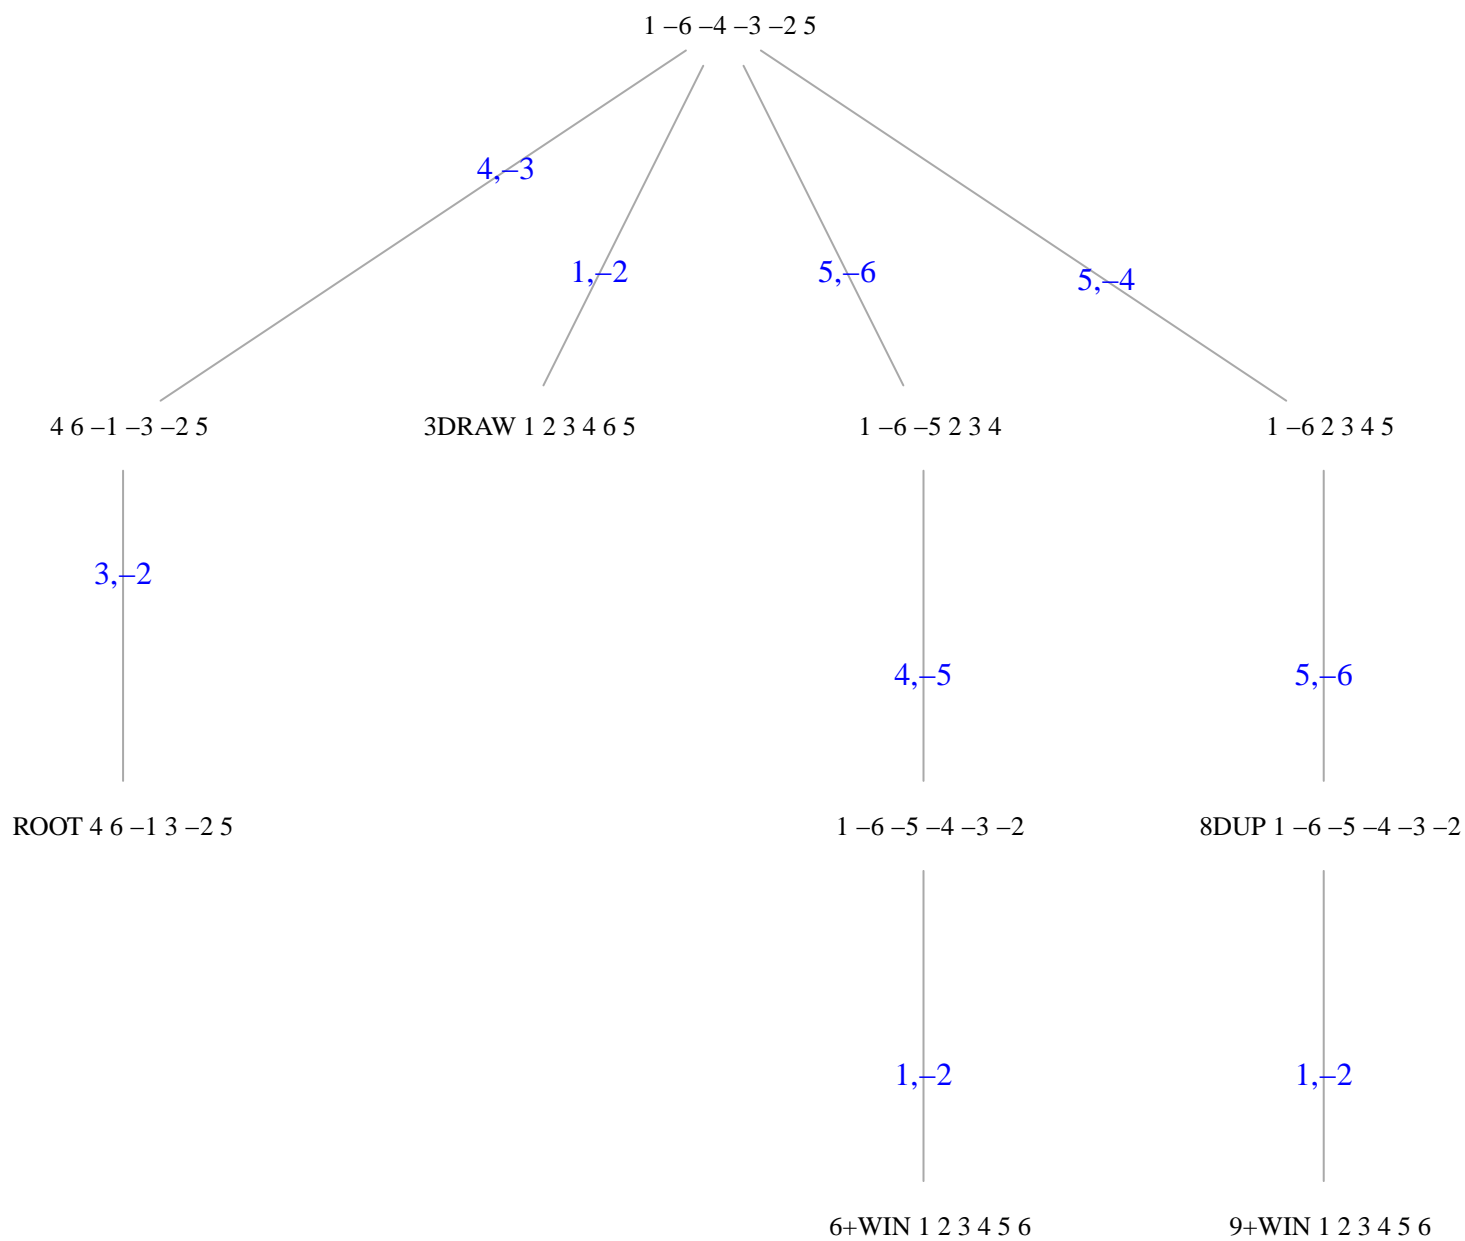 1 –6 –4 –3 –2 5
4,–3
1,–2
5,–6
5,–4
4 6 –1 –3 –2 5
3DRAW 1 2 3 4 6 5
1 –6 –5 2 3 4
1 –6 2 3 4 5
3,–2
4,–5
5,–6
ROOT 4 6 –1 3 –2 5
1 –6 –5 –4 –3 –2
8DUP 1 –6 –5 –4 –3 –2
1,–2
1,–2
6+WIN 1 2 3 4 5 6
9+WIN 1 2 3 4 5 6